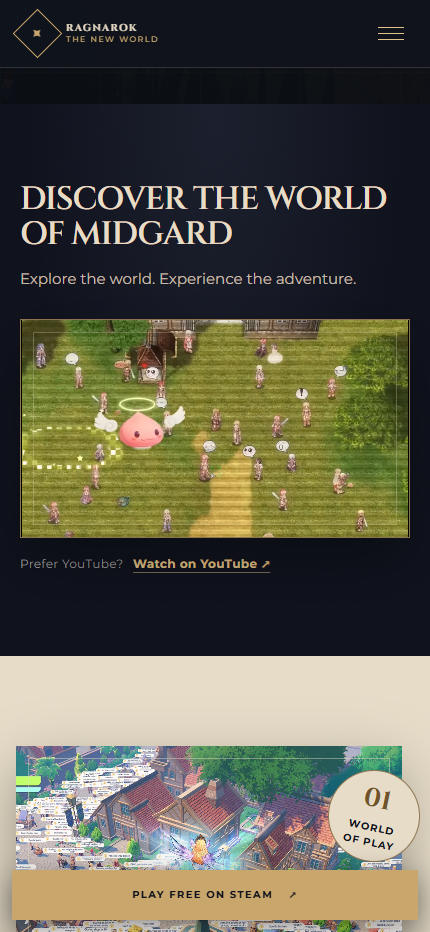 RAGNAROK
THE NEW WORLD
DISCOVER THE WORLD
OF MIDGARD
Explore the world. Experience the adventure.
Prefer YouTube? Watch on YouTube ↗
01
WORLD
OF PLAY
PLAY FREE ON STEAM ↗